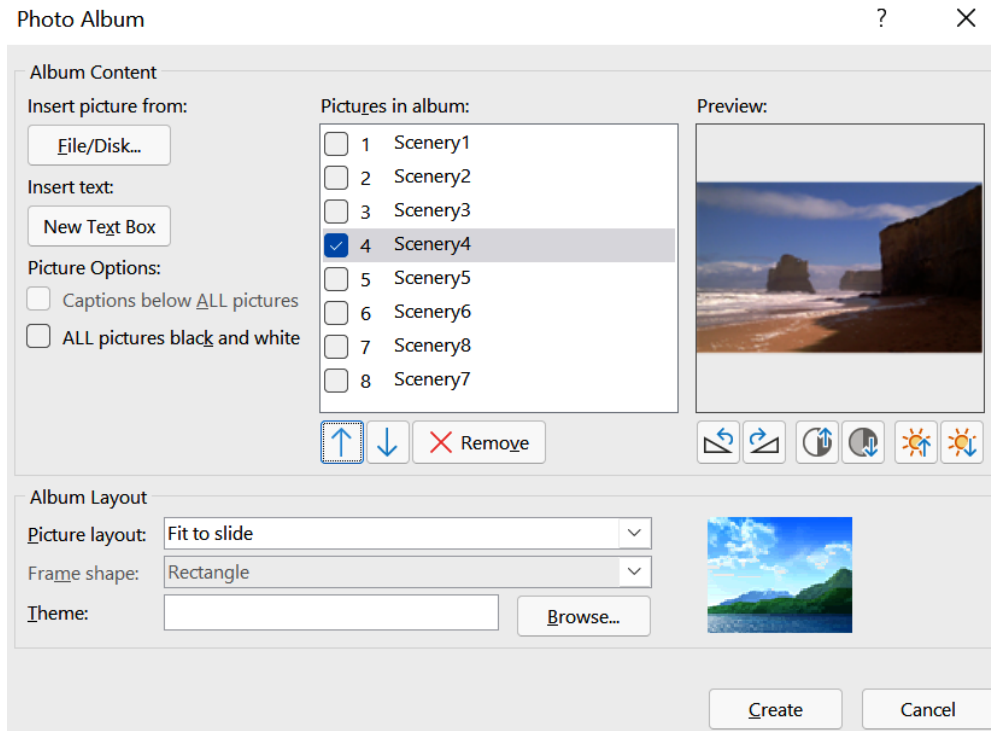 Photo Album ? ✕
Album Content
Insert picture from:
File/Disk...
Insert text:
New Text Box
Picture Options:
Captions below ALL pictures
ALL pictures black and white
Pictures in album:
1 Scenery1
2 Scenery2
3 Scenery3
4 Scenery4
5 Scenery5
6 Scenery6
7 Scenery8
8 Scenery7
Remove
Preview:
Album Layout
Picture layout: Fit to slide
Frame shape: Rectangle
Theme:
Browse...
Create Cancel